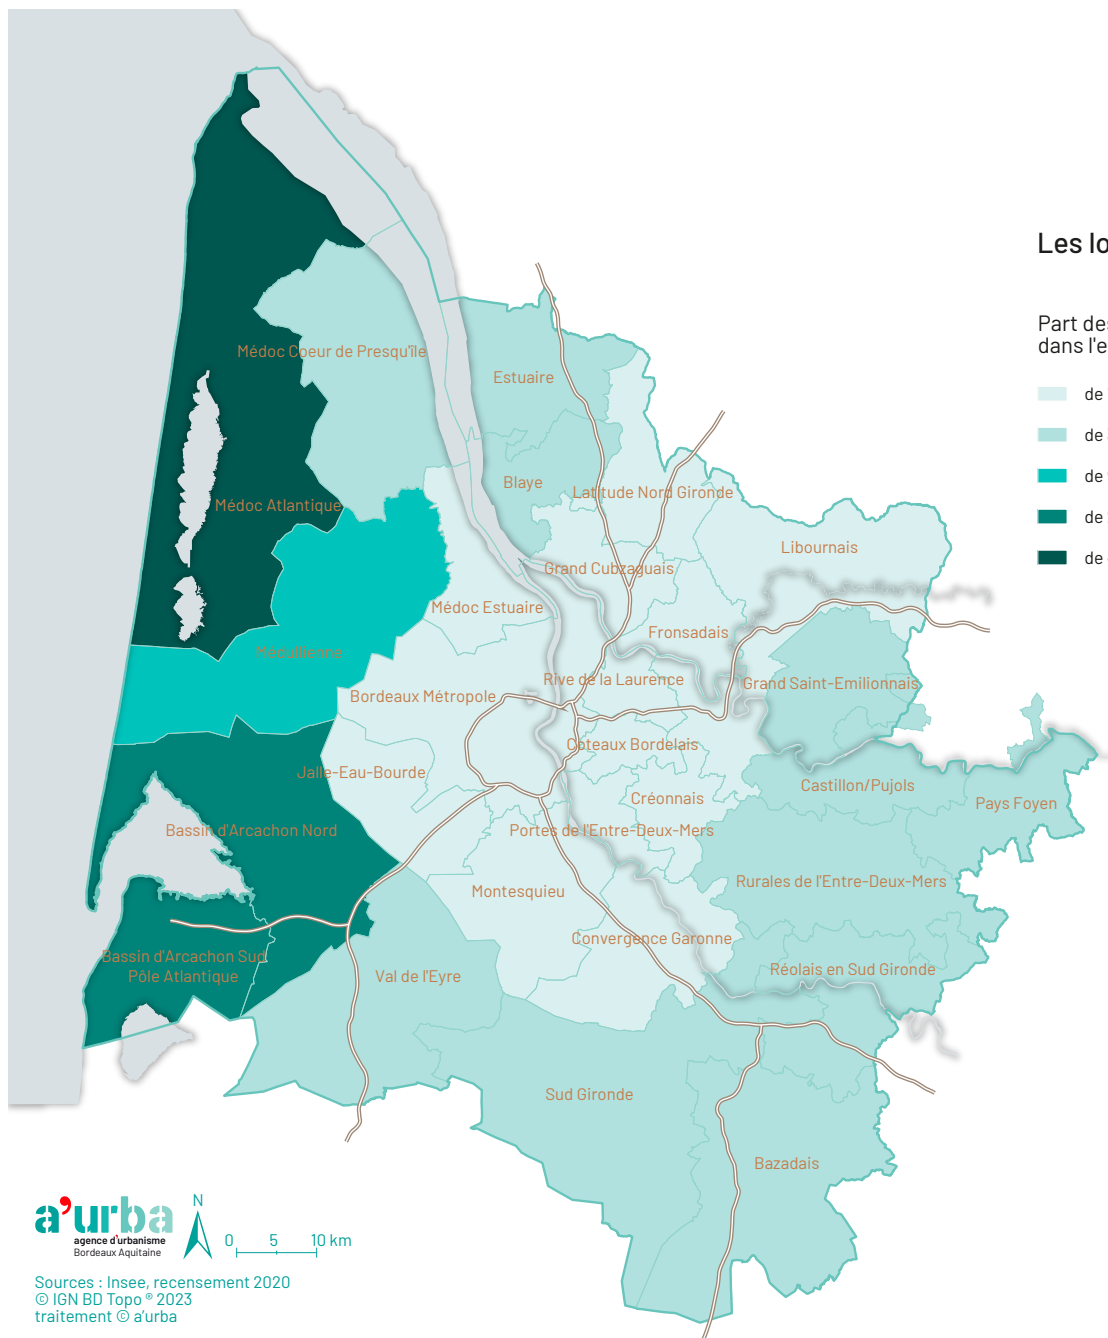 Les lo
Part des
dans l'e
de
de
de
de
de
Médoc Coeur de Presqu'île
Estuaire
Blaye
Latitude Nord Gironde
Médoc Atlantique
Libournais
Grand Cubzaguais
Médoc Estuaire
Fronsadais
Médullienne
Rive de la Laurence
Grand Saint-Emilionnais
Bordeaux Métropole
Coteaux Bordelais
Jalle-Eau-Bourde
Castillon/Pujols
Créonnais
Pays Foyen
Bassin d'Arcachon Nord
Portes de l'Entre-Deux-Mers
Rurales de l'Entre-Deux-Mers
Montesquieu
Convergence Garonne
Bassin d'Arcachon Sud
Pôle Atlantique
Val de l'Eyre
Réolais en Sud Gironde
Sud Gironde
Bazadais
a'urba
agence d'urbanisme
Bordeaux Aquitaine
N
0 5 10 km
Sources : Insee, recensement 2020
© IGN BD Topo ® 2023
traitement © a'urba